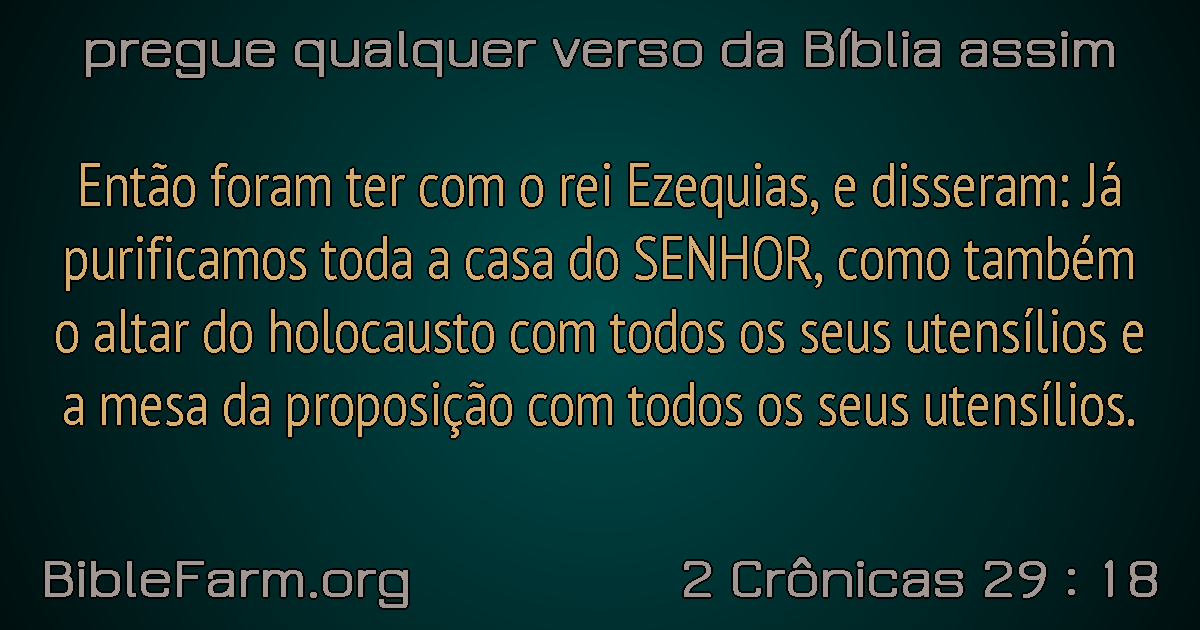 pregue qualquer verso da Bíblia assim
Então foram ter com o rei Ezequias, e disseram: Já
purificamos toda a casa do SENHOR, como também
o altar do holocausto com todos os seus utensílios e
a mesa da proposição com todos os seus utensílios.
BibleFarm.org
2 Crônicas 29 : 18